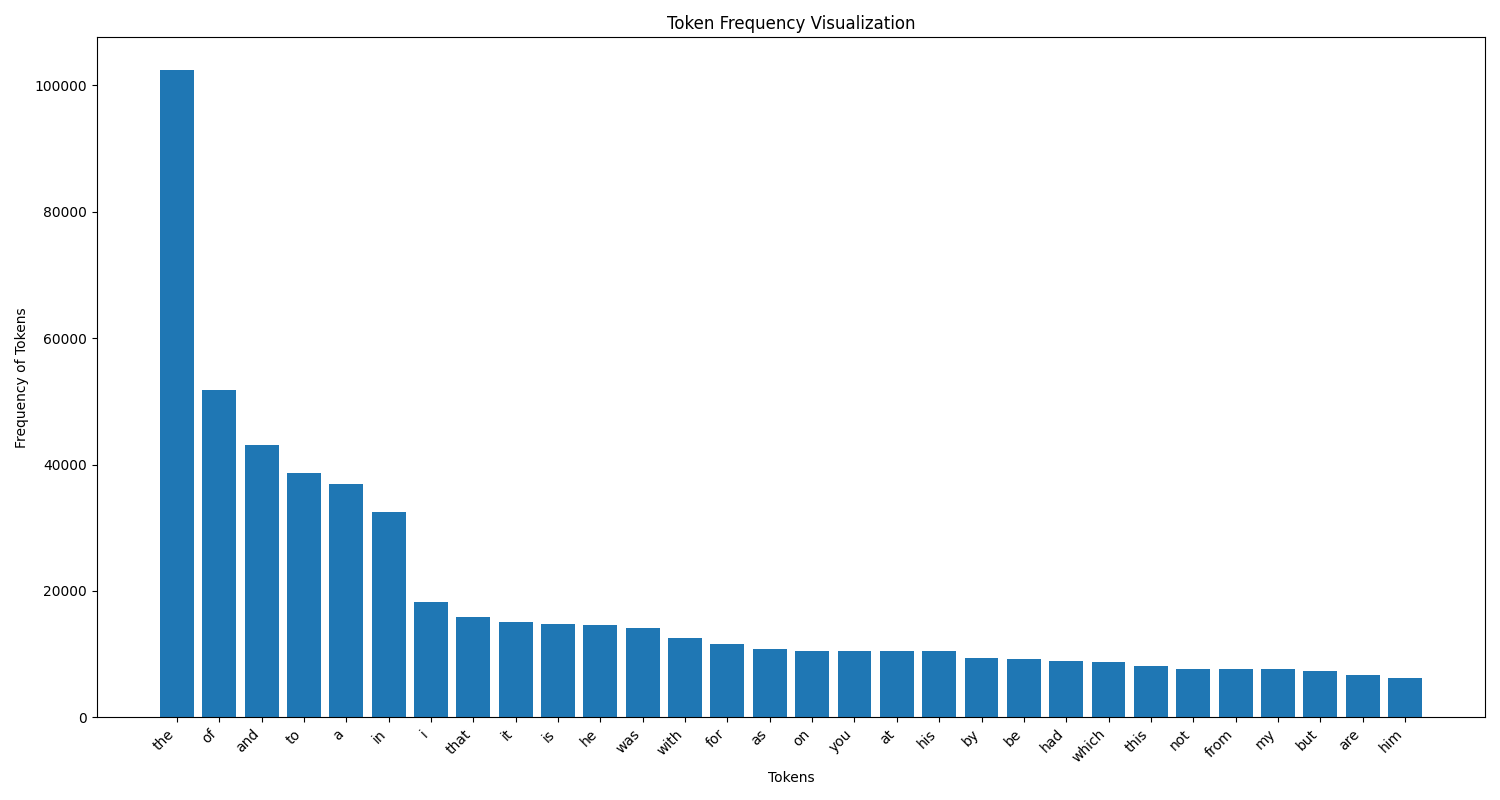 Token Frequency Visualization
Frequency of Tokens
100000
80000
60000
40000
20000
0
the of and to a in i that it is he was with for as on you at his by be had which this not from my but are him
Tokens